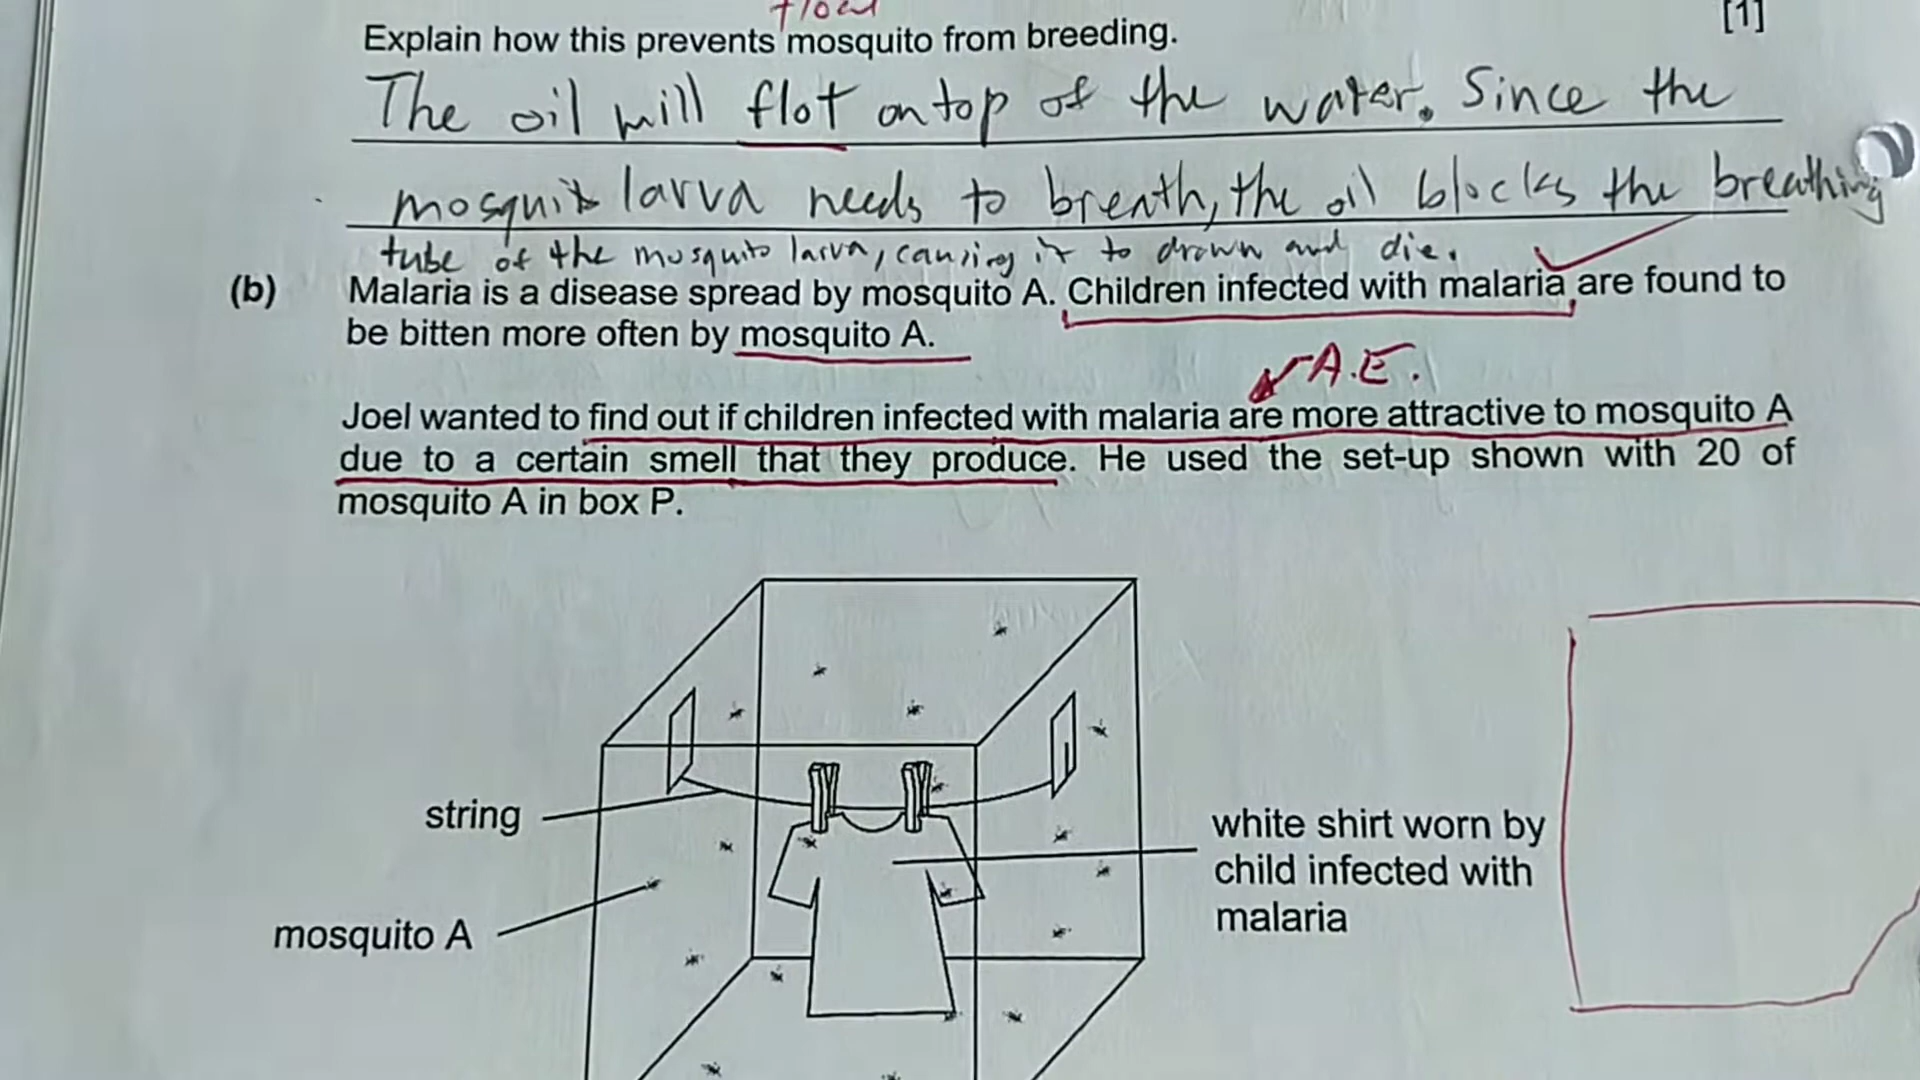 float
[1]
Explain how this prevents mosquito from breeding.
The oil will flot on top of the water. Since the
mosquito larva needs to breath, the oil blocks the breathing
tube of the mosquito larva, causing it to drown and die.
(b) Malaria is a disease spread by mosquito A. Children infected with malaria are found to
be bitten more often by mosquito A.
A.E.
Joel wanted to find out if children infected with malaria are more attractive to mosquito A
due to a certain smell that they produce. He used the set-up shown with 20 of
mosquito A in box P.
string
white shirt worn by
child infected with
malaria
mosquito A